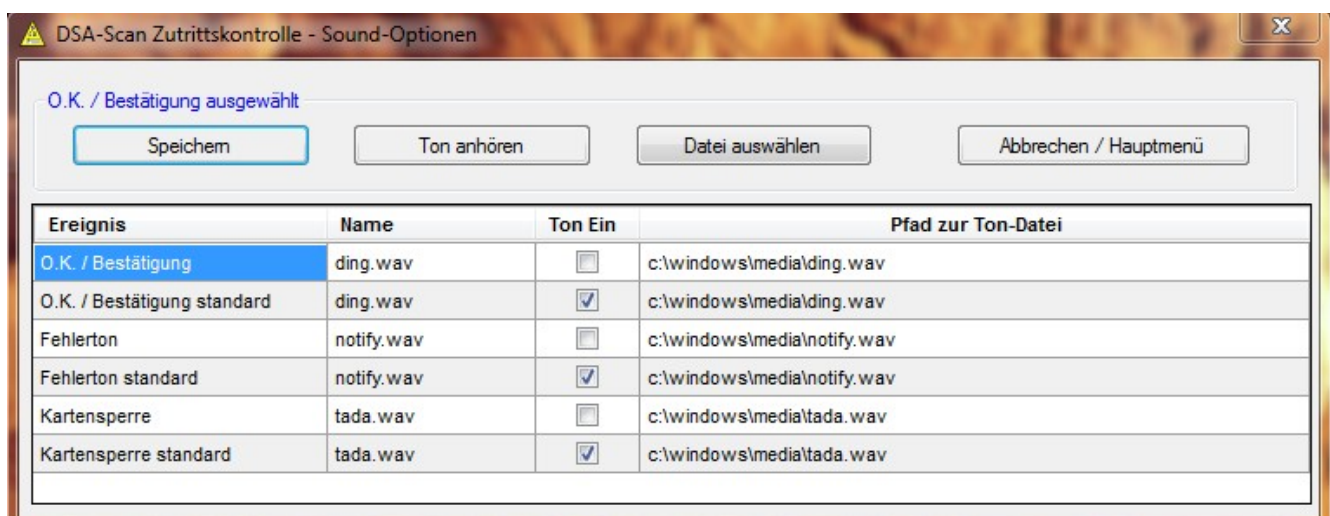 DSA-Scan Zutrittskontrolle - Sound-Optionen
O.K. / Bestätigung ausgewählt
Speichern Ton anhören Datei auswählen Abbrechen / Hauptmenü
Ereignis Name Ton Ein Pfad zur Ton-Datei
O.K. / Bestätigung ding.wav c:\windows\media\ding.wav
O.K. / Bestätigung standard ding.wav c:\windows\media\ding.wav
Fehlerton notify.wav c:\windows\media\notify.wav
Fehlerton standard notify.wav c:\windows\media\notify.wav
Kartensperre tada.wav c:\windows\media\tada.wav
Kartensperre standard tada.wav c:\windows\media\tada.wav